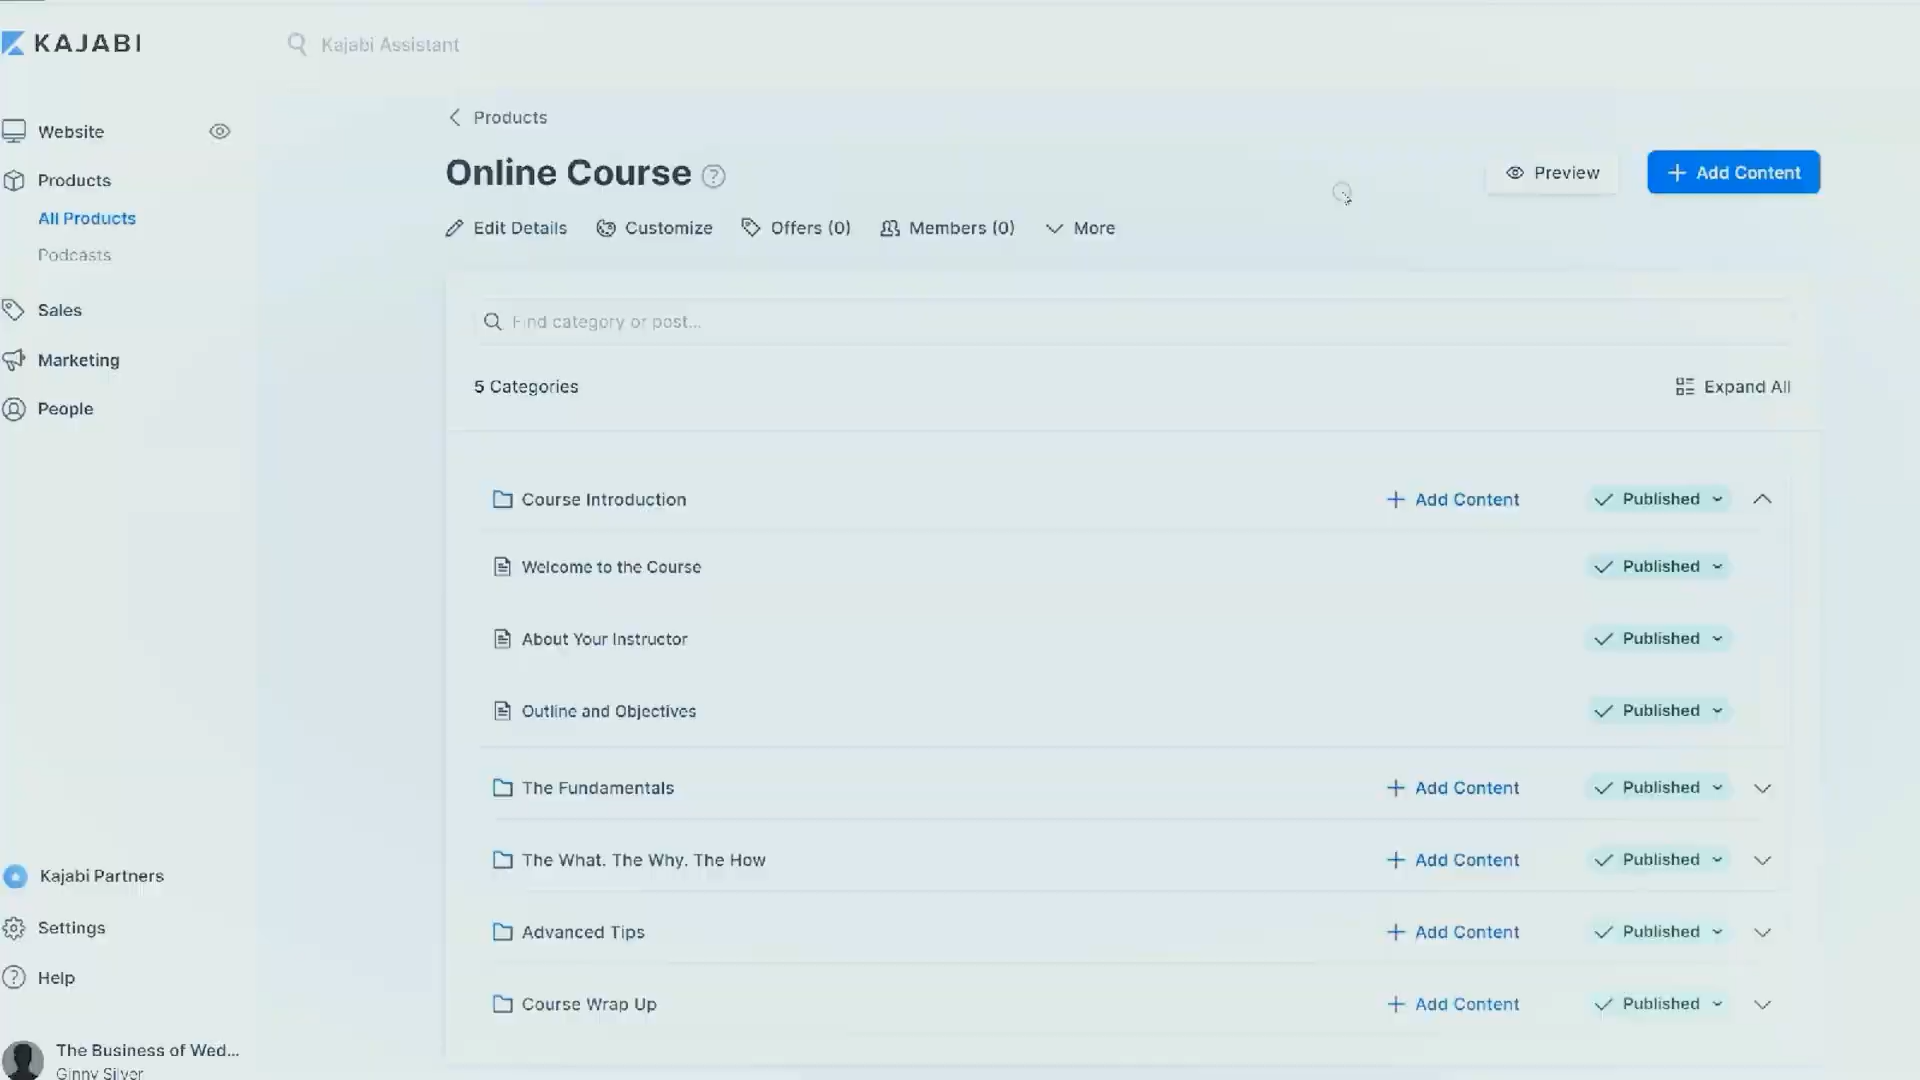 KAJABI
Kajabi Assistant
Website
Products
All Products
Podcasts
Sales
Marketing
People
Kajabi Partners
Settings
Help
The Business of Wed...
Ginny Silver
Products
Online Course ?
Preview
+ Add Content
Edit Details
Customize
Offers (0)
Members (0)
More
Find category or post...
5 Categories
Expand All
Course Introduction + Add Content Published
Welcome to the Course Published
About Your Instructor Published
Outline and Objectives Published
The Fundamentals + Add Content Published
The What. The Why. The How + Add Content Published
Advanced Tips + Add Content Published
Course Wrap Up + Add Content Published